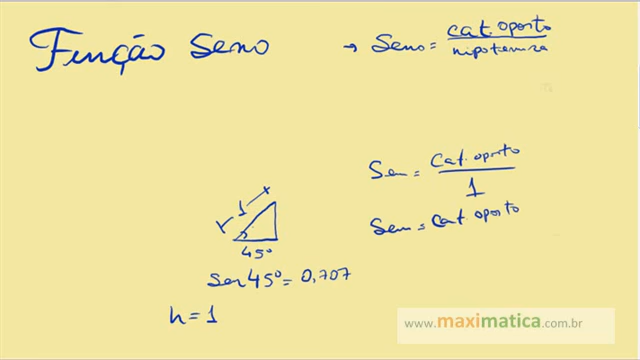 Função Seno
→ Seno = cat. oposto / hipotenusa
Sen = Cat. oposto / 1
Sen = cat oposto
1
45°
Sen 45° = 0,707
h = 1
www.maximatica.com.br